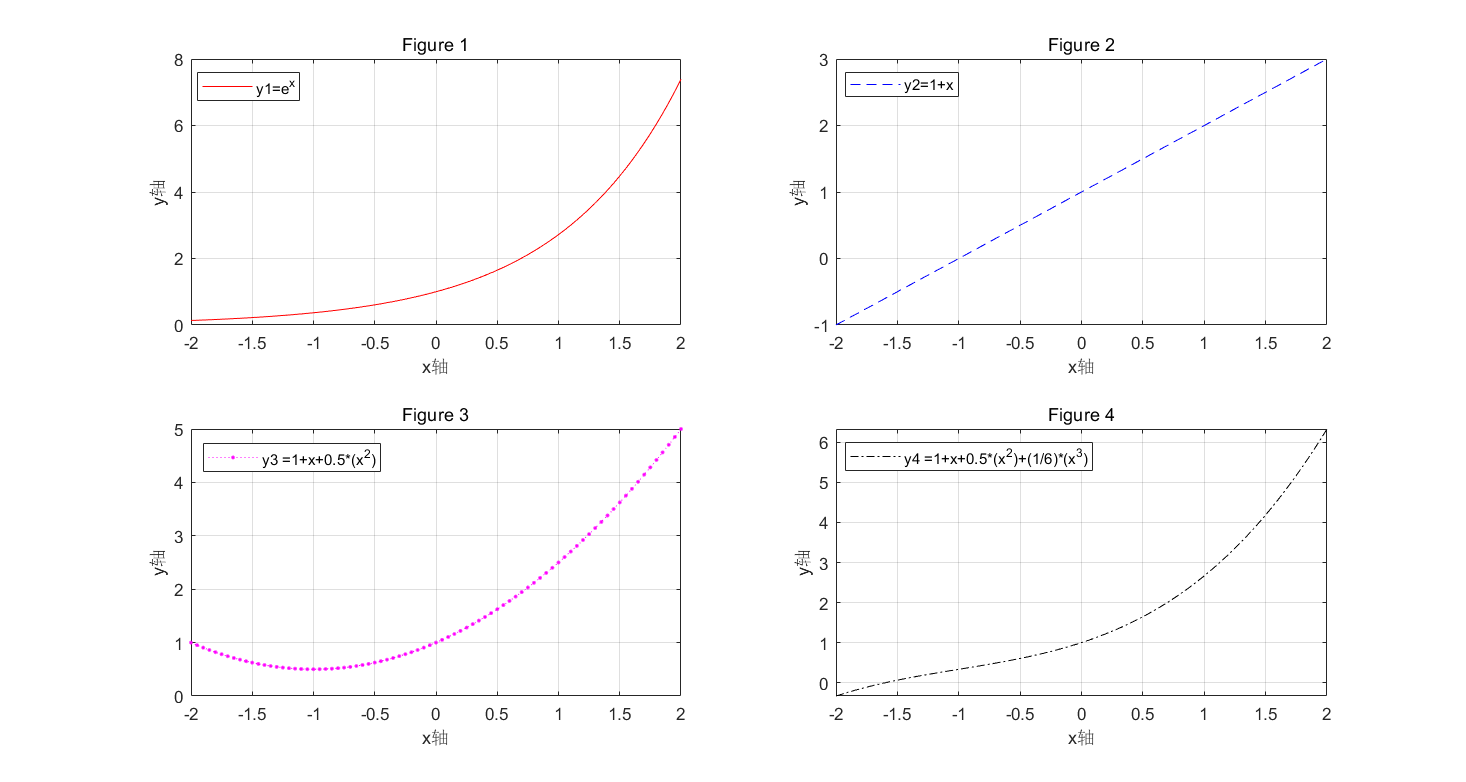 Figure 1
y1=e^x
8
6
4
2
0
y轴
-2 -1.5 -1 -0.5 0 0.5 1 1.5 2
x轴
Figure 2
y2=1+x
3
2
1
0
-1
y轴
-2 -1.5 -1 -0.5 0 0.5 1 1.5 2
x轴
Figure 3
y3 =1+x+0.5*(x^2)
5
4
3
2
1
0
y轴
-2 -1.5 -1 -0.5 0 0.5 1 1.5 2
x轴
Figure 4
y4 =1+x+0.5*(x^2)+(1/6)*(x^3)
6
5
4
3
2
1
0
y轴
-2 -1.5 -1 -0.5 0 0.5 1 1.5 2
x轴